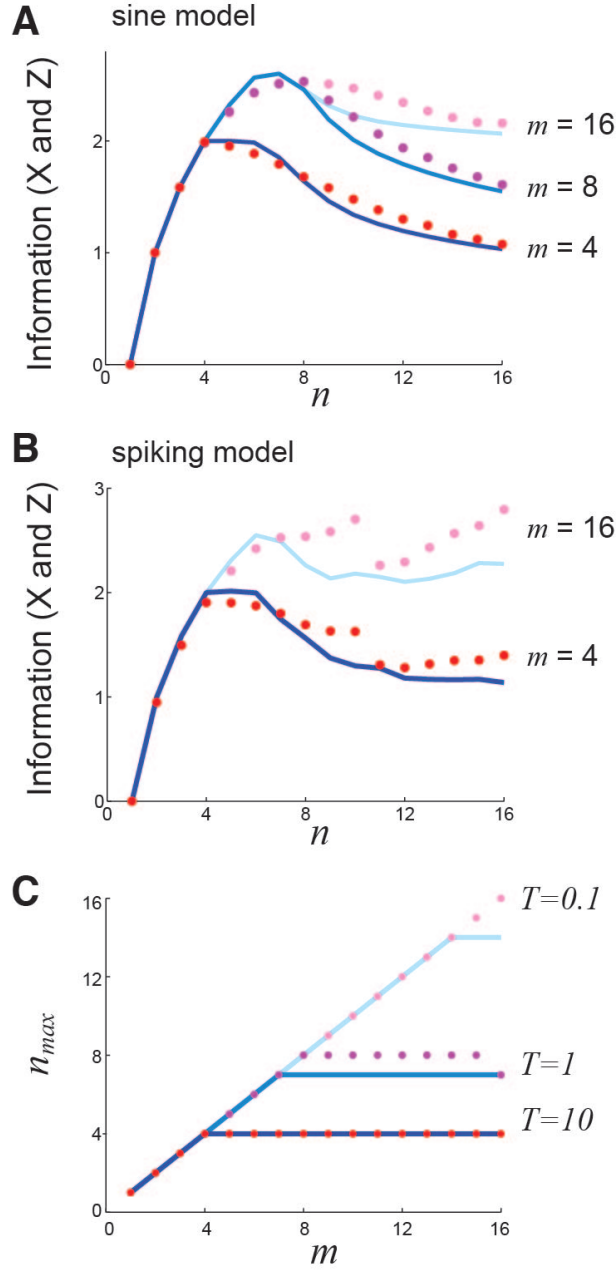 A
sine model
Information (X and Z)
2
1
0
0
4
8
12
16
n
m = 16
m = 8
m = 4
B
spiking model
Information (X and Z)
3
2
1
0
0
4
8
12
16
n
m = 16
m = 4
C
n_max
16
12
8
4
0
0
4
8
12
16
m
T=0.1
T=1
T=10